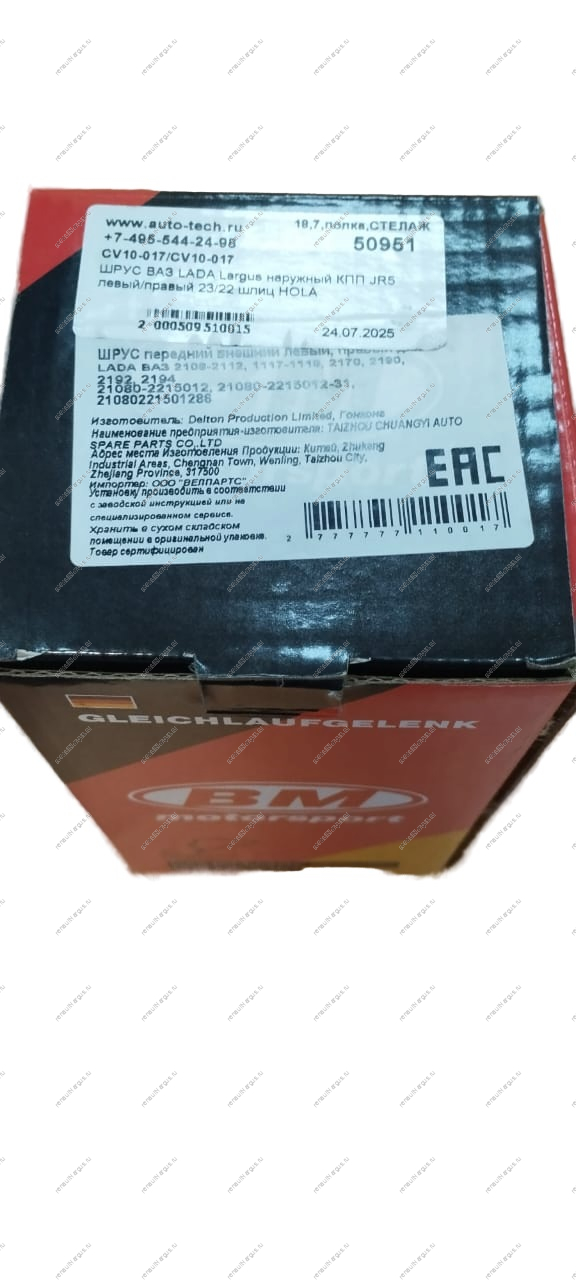 www.auto-tech.ru
18,7,полка,СТЕЛАЖ
+7-495-544-24-98
50951
CV10-017/CV10-017
ШРУС ВАЗ LADA Largus наружный КПП JR5
левый/правый 23/22 шлиц HOLA
2 000509 510015
24.07.2025
ШРУС передний внешний левый, правый
LADA ВАЗ 2108-2112, 1117-1119, 2170, 2190,
2192, 2194
21080-2215012, 21080-2215012-31,
21080221501286
Изготовитель: Delton Production Limited, Гонконг
Наименование предприятия-изготовителя: TAIZHOU CHUANGYI AUTO
SPARE PARTS CO,.LTD
Адрес места Изготовления Продукции: Китай, Zhukeng
Industrial Areas, Chengnan Town, Wenling, Taizhou City,
Zhejiang Province, 317500
Импортер: ООО "ВЕЛЛАРТС"
Установку производить в соответствии
с заводской инструкцией или на
специализированном сервисе.
Хранить в сухом складском
помещении в оригинальной упаковке.
Товар сертифицирован
EAC
2 777777 110017
GLEICHLAUFGELENK
BM
motorsport